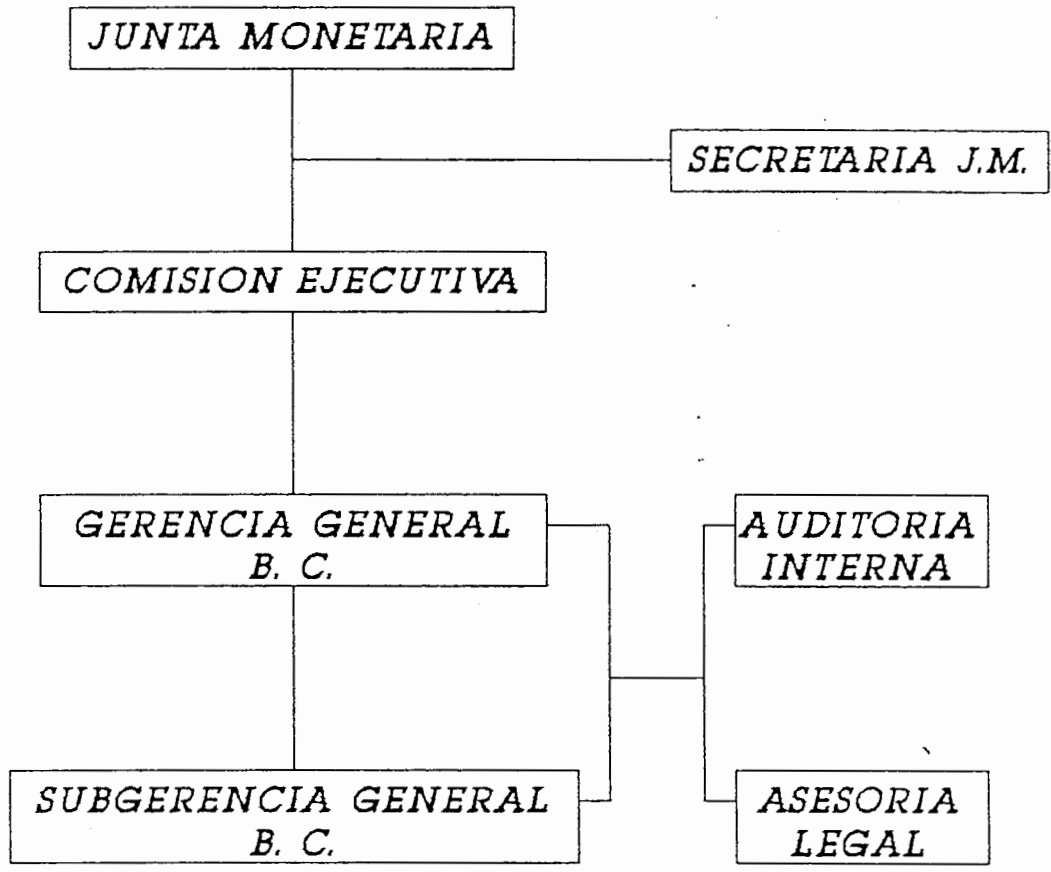 JUNTA MONETARIA
SECRETARIA J.M.
COMISION EJECUTIVA
GERENCIA GENERAL
B. C.
AUDITORIA
INTERNA
SUBGERENCIA GENERAL
B. C.
ASESORIA
LEGAL